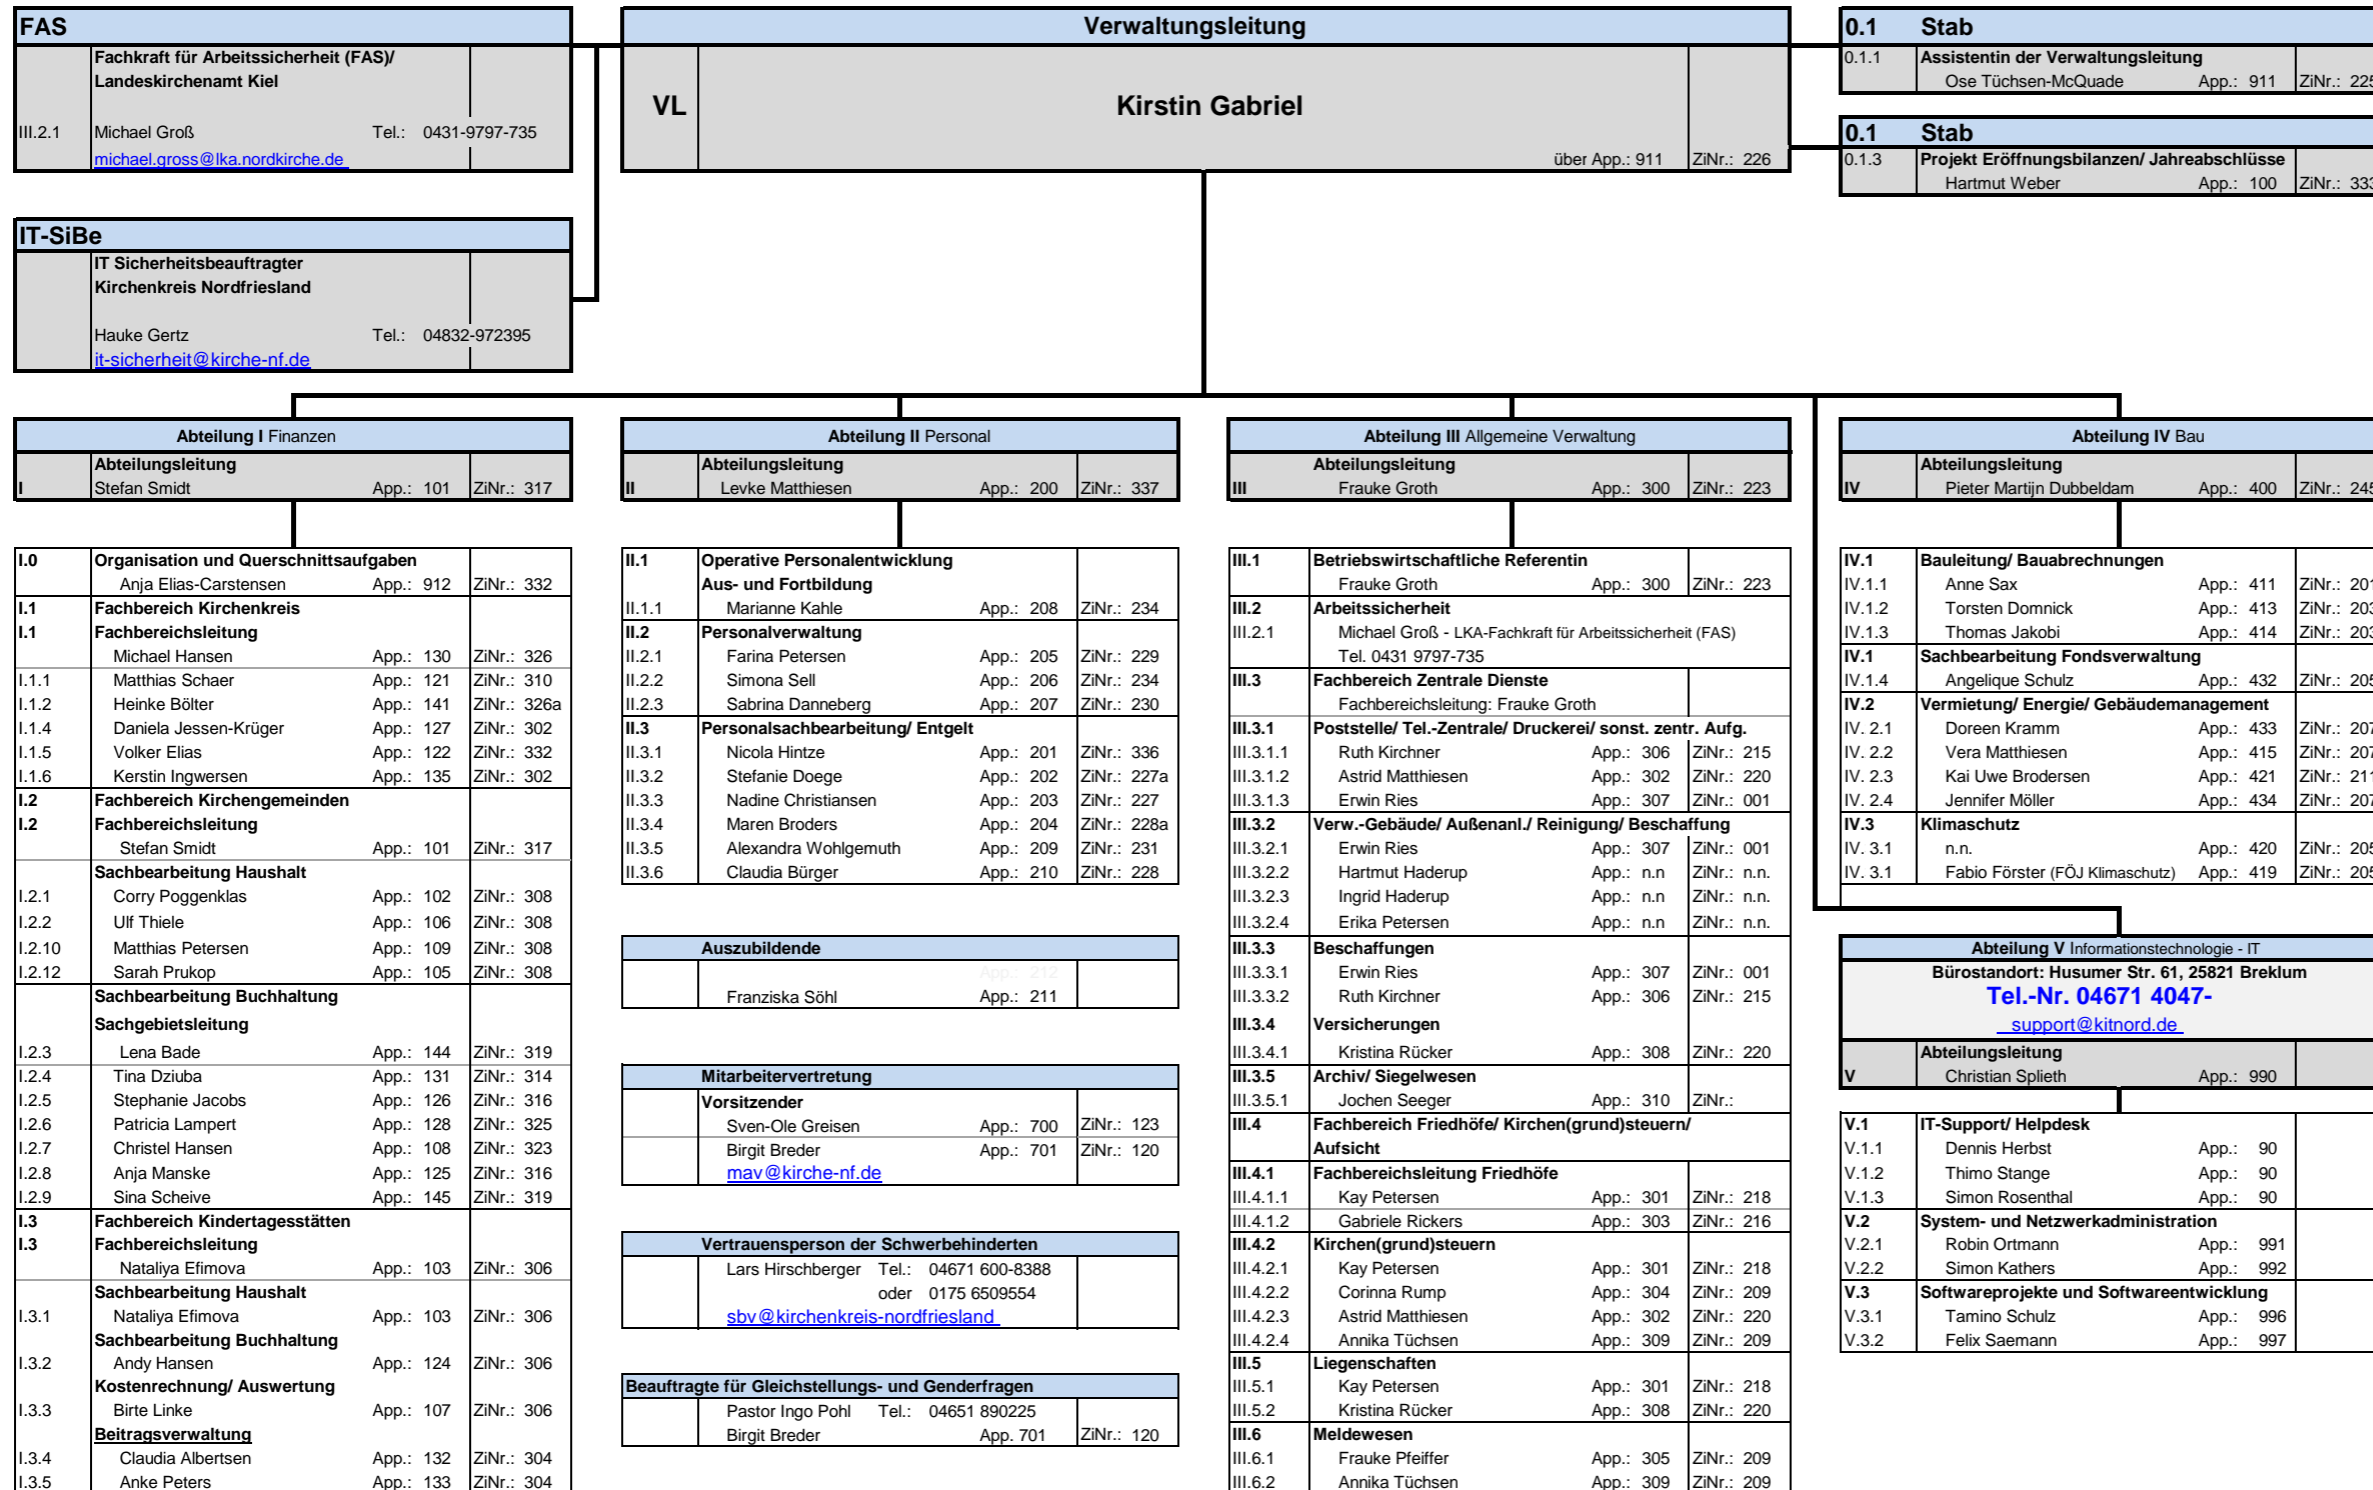 FAS
Fachkraft für Arbeitssicherheit (FAS)/
Landeskirchenamt Kiel
III.2.1 Michael Groß Tel.: 0431-9797-735
michael.gross@lka.nordkirche.de
Verwaltungsleitung
VL Kirstin Gabriel
über App.: 911 ZiNr.: 226
0.1 Stab
0.1.1 Assistentin der Verwaltungsleitung
Ose Tüchsen-McQuade App.: 911 ZiNr.: 225
0.1 Stab
0.1.3 Projekt Eröffnungsbilanzen/ Jahreabschlüsse
Hartmut Weber App.: 100 ZiNr.: 333
IT-SiBe
IT Sicherheitsbeauftragter
Kirchenkreis Nordfriesland
Hauke Gertz Tel.: 04832-972395
it-sicherheit@kirche-nf.de
Abteilung I Finanzen
Abteilungsleitung
I Stefan Smidt App.: 101 ZiNr.: 317
I.0 Organisation und Querschnittsaufgaben
Anja Elias-Carstensen App.: 912 ZiNr.: 332
I.1 Fachbereich Kirchenkreis
I.1 Fachbereichsleitung
Michael Hansen App.: 130 ZiNr.: 326
I.1.1 Matthias Schaer App.: 121 ZiNr.: 310
I.1.2 Heinke Bölter App.: 141 ZiNr.: 326a
I.1.4 Daniela Jessen-Krüger App.: 127 ZiNr.: 302
I.1.5 Volker Elias App.: 122 ZiNr.: 332
I.1.6 Kerstin Ingwersen App.: 135 ZiNr.: 302
I.2 Fachbereich Kirchengemeinden
I.2 Fachbereichsleitung
Stefan Smidt App.: 101 ZiNr.: 317
Sachbearbeitung Haushalt
I.2.1 Corry Poggenklas App.: 102 ZiNr.: 308
I.2.2 Ulf Thiele App.: 106 ZiNr.: 308
I.2.10 Matthias Petersen App.: 109 ZiNr.: 308
I.2.12 Sarah Prukop App.: 105 ZiNr.: 308
Sachbearbeitung Buchhaltung
Sachgebietsleitung
I.2.3 Lena Bade App.: 144 ZiNr.: 319
I.2.4 Tina Dziuba App.: 131 ZiNr.: 314
I.2.5 Stephanie Jacobs App.: 126 ZiNr.: 316
I.2.6 Patricia Lampert App.: 128 ZiNr.: 325
I.2.7 Christel Hansen App.: 108 ZiNr.: 323
I.2.8 Anja Manske App.: 125 ZiNr.: 316
I.2.9 Sina Scheive App.: 145 ZiNr.: 319
I.3 Fachbereich Kindertagesstätten
I.3 Fachbereichsleitung
Nataliya Efimova App.: 103 ZiNr.: 306
Sachbearbeitung Haushalt
I.3.1 Nataliya Efimova App.: 103 ZiNr.: 306
Sachbearbeitung Buchhaltung
I.3.2 Andy Hansen App.: 124 ZiNr.: 306
Kostenrechnung/ Auswertung
I.3.3 Birte Linke App.: 107 ZiNr.: 306
Beitragsverwaltung
I.3.4 Claudia Albertsen App.: 132 ZiNr.: 304
I.3.5 Anke Peters App.: 133 ZiNr.: 304
Abteilung II Personal
Abteilungsleitung
II Levke Matthiesen App.: 200 ZiNr.: 337
II.1 Operative Personalentwicklung
Aus- und Fortbildung
II.1.1 Marianne Kahle App.: 208 ZiNr.: 234
II.2 Personalverwaltung
II.2.1 Farina Petersen App.: 205 ZiNr.: 229
II.2.2 Simona Sell App.: 206 ZiNr.: 234
II.2.3 Sabrina Danneberg App.: 207 ZiNr.: 230
II.3 Personalsachbearbeitung/ Entgelt
II.3.1 Nicola Hintze App.: 201 ZiNr.: 336
II.3.2 Stefanie Doege App.: 202 ZiNr.: 227a
II.3.3 Nadine Christiansen App.: 203 ZiNr.: 227
II.3.4 Maren Broders App.: 204 ZiNr.: 228a
II.3.5 Alexandra Wohlgemuth App.: 209 ZiNr.: 231
II.3.6 Claudia Bürger App.: 210 ZiNr.: 228
Auszubildende
App.: 212
Franziska Söhl App.: 211
Mitarbeitervertretung
Vorsitzender
Sven-Ole Greisen App.: 700 ZiNr.: 123
Birgit Breder App.: 701 ZiNr.: 120
mav@kirche-nf.de
Vertrauensperson der Schwerbehinderten
Lars Hirschberger Tel.: 04671 600-8388
oder 0175 6509554
sbv@kirchenkreis-nordfriesland
Beauftragte für Gleichstellungs- und Genderfragen
Pastor Ingo Pohl Tel.: 04651 890225
Birgit Breder App. 701 ZiNr.: 120
Abteilung III Allgemeine Verwaltung
Abteilungsleitung
III Frauke Groth App.: 300 ZiNr.: 223
III.1 Betriebswirtschaftliche Referentin
Frauke Groth App.: 300 ZiNr.: 223
III.2 Arbeitssicherheit
III.2.1 Michael Groß - LKA-Fachkraft für Arbeitssicherheit (FAS)
Tel. 0431 9797-735
III.3 Fachbereich Zentrale Dienste
Fachbereichsleitung: Frauke Groth
III.3.1 Poststelle/ Tel.-Zentrale/ Druckerei/ sonst. zentr. Aufg.
III.3.1.1 Ruth Kirchner App.: 306 ZiNr.: 215
III.3.1.2 Astrid Matthiesen App.: 302 ZiNr.: 220
III.3.1.3 Erwin Ries App.: 307 ZiNr.: 001
III.3.2 Verw.-Gebäude/ Außenanl./ Reinigung/ Beschaffung
III.3.2.1 Erwin Ries App.: 307 ZiNr.: 001
III.3.2.2 Hartmut Haderup App.: n.n ZiNr.: n.n.
III.3.2.3 Ingrid Haderup App.: n.n ZiNr.: n.n.
III.3.2.4 Erika Petersen App.: n.n ZiNr.: n.n.
III.3.3 Beschaffungen
III.3.3.1 Erwin Ries App.: 307 ZiNr.: 001
III.3.3.2 Ruth Kirchner App.: 306 ZiNr.: 215
III.3.4 Versicherungen
III.3.4.1 Kristina Rücker App.: 308 ZiNr.: 220
III.3.5 Archiv/ Siegelwesen
III.3.5.1 Jochen Seeger App.: 310 ZiNr.:
III.4 Fachbereich Friedhöfe/ Kirchen(grund)steuern/
Aufsicht
III.4.1 Fachbereichsleitung Friedhöfe
III.4.1.1 Kay Petersen App.: 301 ZiNr.: 218
III.4.1.2 Gabriele Rickers App.: 303 ZiNr.: 216
III.4.2 Kirchen(grund)steuern
III.4.2.1 Kay Petersen App.: 301 ZiNr.: 218
III.4.2.2 Corinna Rump App.: 304 ZiNr.: 209
III.4.2.3 Astrid Matthiesen App.: 302 ZiNr.: 220
III.4.2.4 Annika Tüchsen App.: 309 ZiNr.: 209
III.5 Liegenschaften
III.5.1 Kay Petersen App.: 301 ZiNr.: 218
III.5.2 Kristina Rücker App.: 308 ZiNr.: 220
III.6 Meldewesen
III.6.1 Frauke Pfeiffer App.: 305 ZiNr.: 209
III.6.2 Annika Tüchsen App.: 309 ZiNr.: 209
Abteilung IV Bau
Abteilungsleitung
IV Pieter Martijn Dubbeldam App.: 400 ZiNr.: 245
IV.1 Bauleitung/ Bauabrechnungen
IV.1.1 Anne Sax App.: 411 ZiNr.: 201
IV.1.2 Torsten Domnick App.: 413 ZiNr.: 203
IV.1.3 Thomas Jakobi App.: 414 ZiNr.: 203
IV.1 Sachbearbeitung Fondsverwaltung
IV.1.4 Angelique Schulz App.: 432 ZiNr.: 205
IV.2 Vermietung/ Energie/ Gebäudemanagement
IV. 2.1 Doreen Kramm App.: 433 ZiNr.: 207
IV. 2.2 Vera Matthiesen App.: 415 ZiNr.: 207
IV. 2.3 Kai Uwe Brodersen App.: 421 ZiNr.: 211
IV. 2.4 Jennifer Möller App.: 434 ZiNr.: 207
IV.3 Klimaschutz
IV. 3.1 n.n. App.: 420 ZiNr.: 205
IV. 3.1 Fabio Förster (FÖJ Klimaschutz) App.: 419 ZiNr.: 205
Abteilung V Informationstechnologie - IT
Bürostandort: Husumer Str. 61, 25821 Breklum
Tel.-Nr. 04671 4047-
support@kitnord.de
Abteilungsleitung
V Christian Splieth App.: 990
V.1 IT-Support/ Helpdesk
V.1.1 Dennis Herbst App.: 90
V.1.2 Thimo Stange App.: 90
V.1.3 Simon Rosenthal App.: 90
V.2 System- und Netzwerkadministration
V.2.1 Robin Ortmann App.: 991
V.2.2 Simon Kathers App.: 992
V.3 Softwareprojekte und Softwareentwicklung
V.3.1 Tamino Schulz App.: 996
V.3.2 Felix Saemann App.: 997